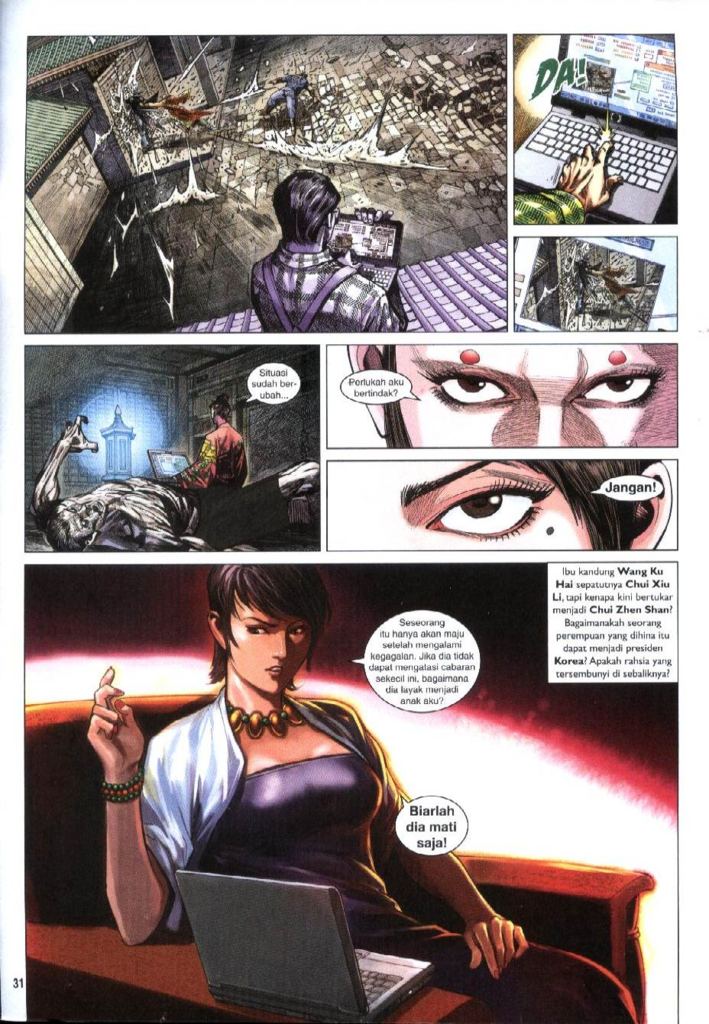 DA!!
Situasi
sudah ber-
ubah...
Perlukah aku
bertindak?
Jangan!
Ibu kandung Wang Ku
Hai sepatutnya Chui Xiu
Li, tapi kenapa kini bertukar
menjadi Chui Zhen Shan?
Bagaimanakah seorang
perempuan yang dihina itu
dapat menjadi presiden
Korea? Apakah rahsia yang
tersembunyi di sebaliknya?
Seseorang
itu hanya akan maju
setelah mengalami
kegagalan. Jika dia tidak
dapat mengatasi cabaran
sekecil ini, bagaimana
dia layak menjadi
anak aku?
Biarlah
dia mati
saja!
31